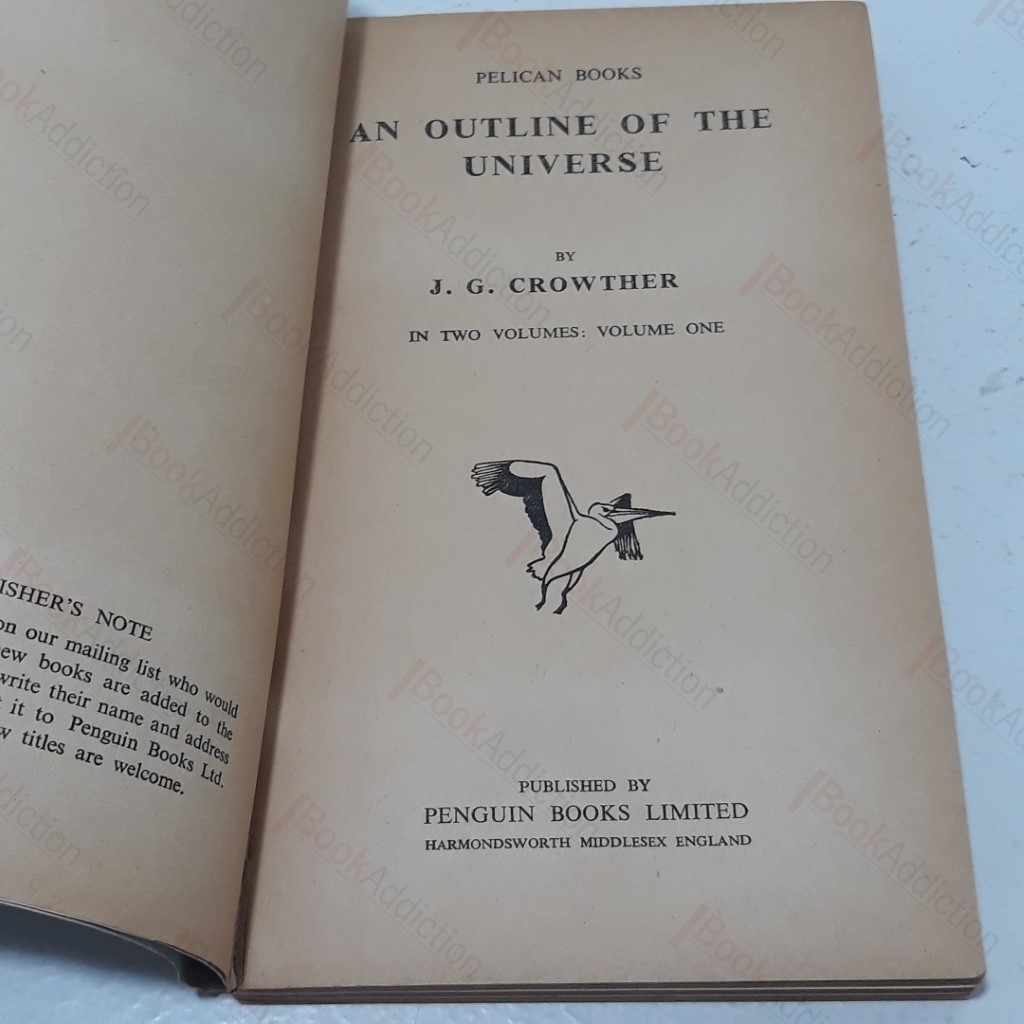 ISHER'S NOTE
on our mailing list who would
ew books are added to the
write their name and address
it to Penguin Books Ltd.
w titles are welcome.
PELICAN BOOKS
AN OUTLINE OF THE
UNIVERSE
BY
J. G. CROWTHER
IN TWO VOLUMES: VOLUME ONE
PUBLISHED BY
PENGUIN BOOKS LIMITED
HARMONDSWORTH MIDDLESEX ENGLAND
BookAddiction